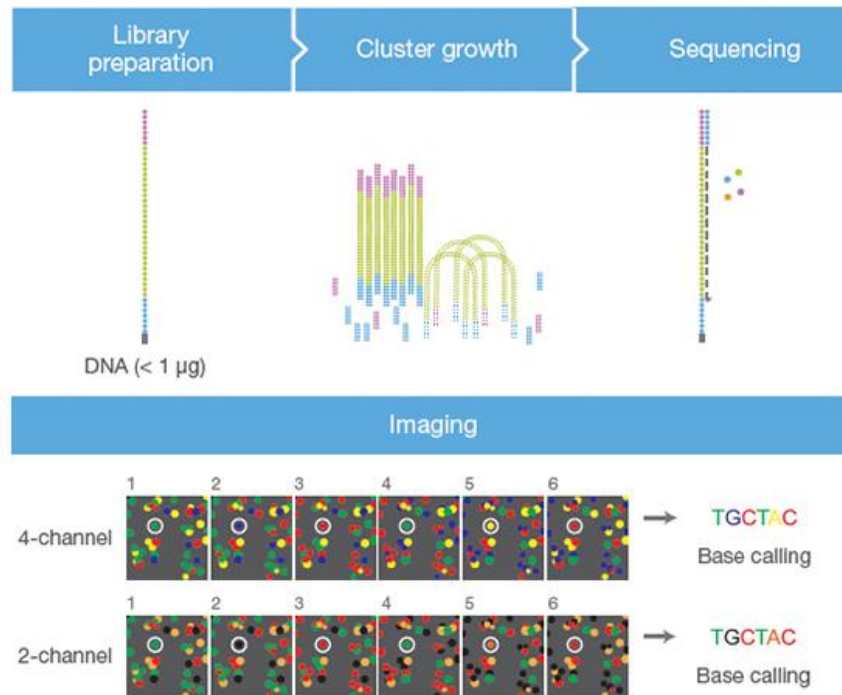 Library
preparation
Cluster growth
Sequencing
DNA (< 1 µg)
Imaging
1 2 3 4 5 6
4-channel
TGCTAC
Base calling
1 2 3 4 5 6
2-channel
TGCTAC
Base calling